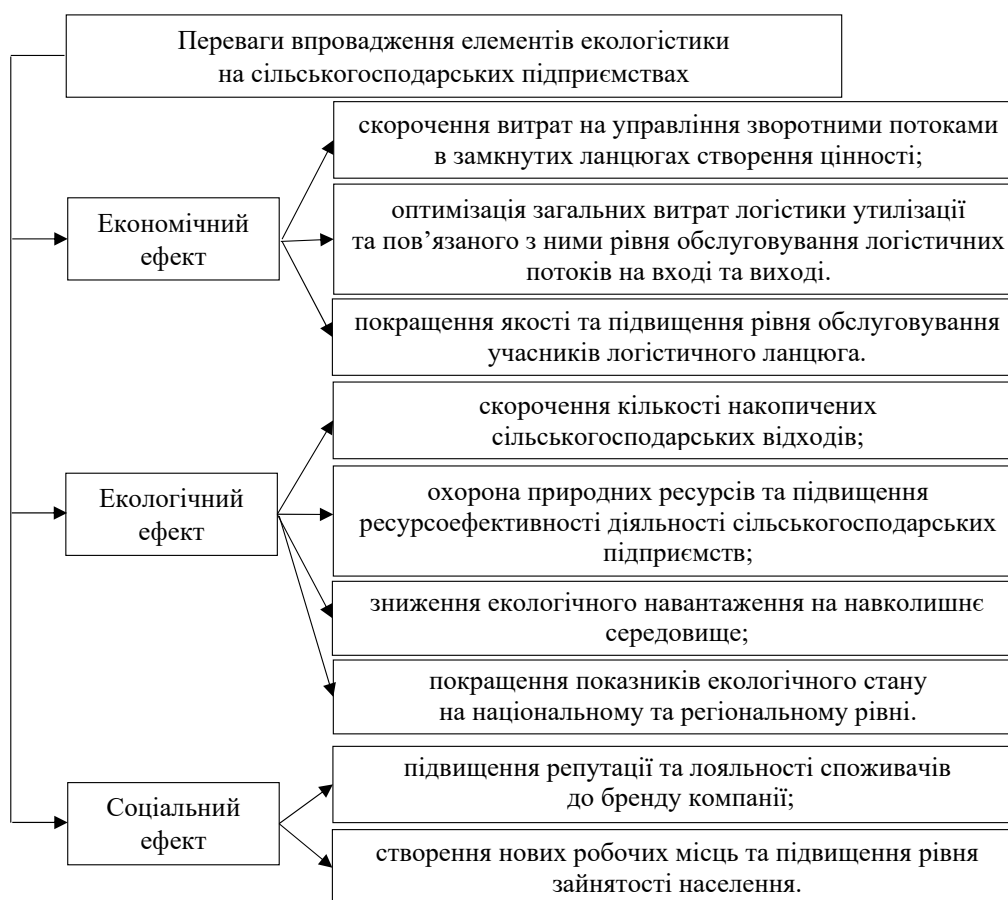 Переваги впровадження елементів екологістики
на сільськогосподарських підприємствах
Економічний
ефект
скорочення витрат на управління зворотними потоками
в замкнутих ланцюгах створення цінності;
оптимізація загальних витрат логістики утилізації
та пов’язаного з ними рівня обслуговування логістичних
потоків на вході та виході.
покращення якості та підвищення рівня обслуговування
учасників логістичного ланцюга.
Екологічний
ефект
скорочення кількості накопичених
сільськогосподарських відходів;
охорона природних ресурсів та підвищення
ресурсоефективності діяльності сільськогосподарських
підприємств;
зниження екологічного навантаження на навколишнє
середовище;
покращення показників екологічного стану
на національному та регіональному рівні.
Соціальний
ефект
підвищення репутації та лояльності споживачів
до бренду компанії;
створення нових робочих місць та підвищення рівня
зайнятості населення.